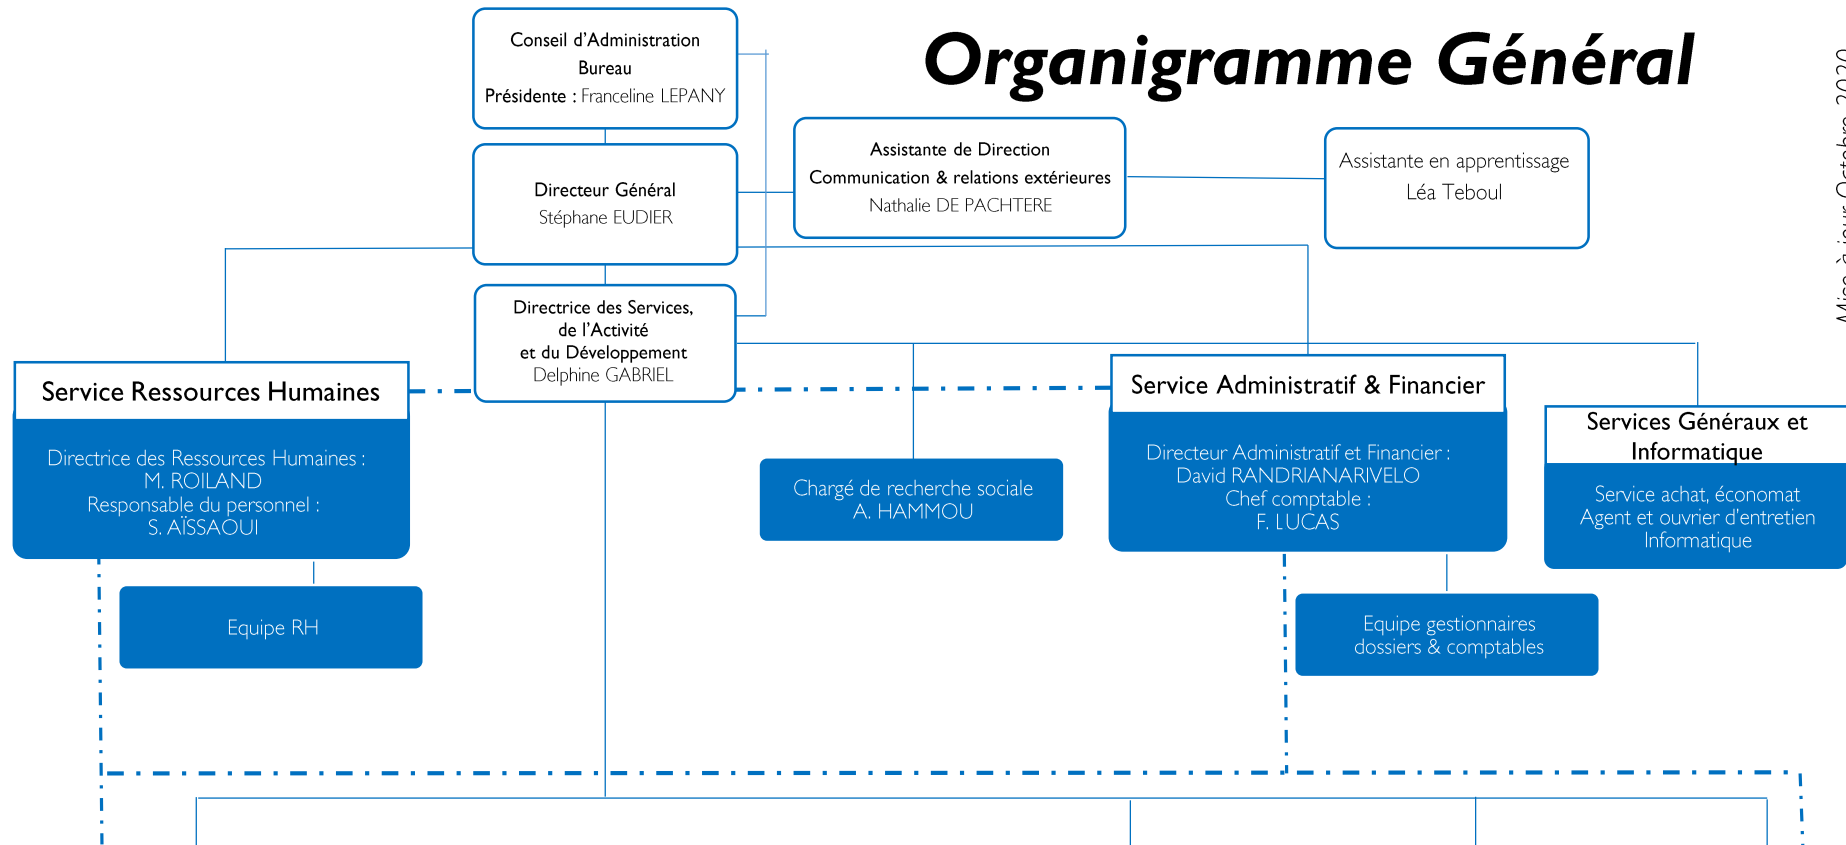 Organigramme Général
Conseil d'Administration
Bureau
Présidente : Franceline LEPANY
Directeur Général
Stéphane EUDIER
Assistante de Direction
Communication & relations extérieures
Nathalie DE PACHTERE
Assistante en apprentissage
Léa Teboul
Mise à jour Octobre 2020
Directrice des Services,
de l'Activité
et du Développement
Delphine GABRIEL
Service Ressources Humaines
Directrice des Ressources Humaines :
M. ROILAND
Responsable du personnel :
S. AÏSSAOUI
Equipe RH
Chargé de recherche sociale
A. HAMMOU
Service Administratif & Financier
Directeur Administratif et Financier :
David RANDRIANARIVELO
Chef comptable :
F. LUCAS
Equipe gestionnaires
dossiers & comptables
Services Généraux et
Informatique
Service achat, économat
Agent et ouvrier d'entretien
Informatique